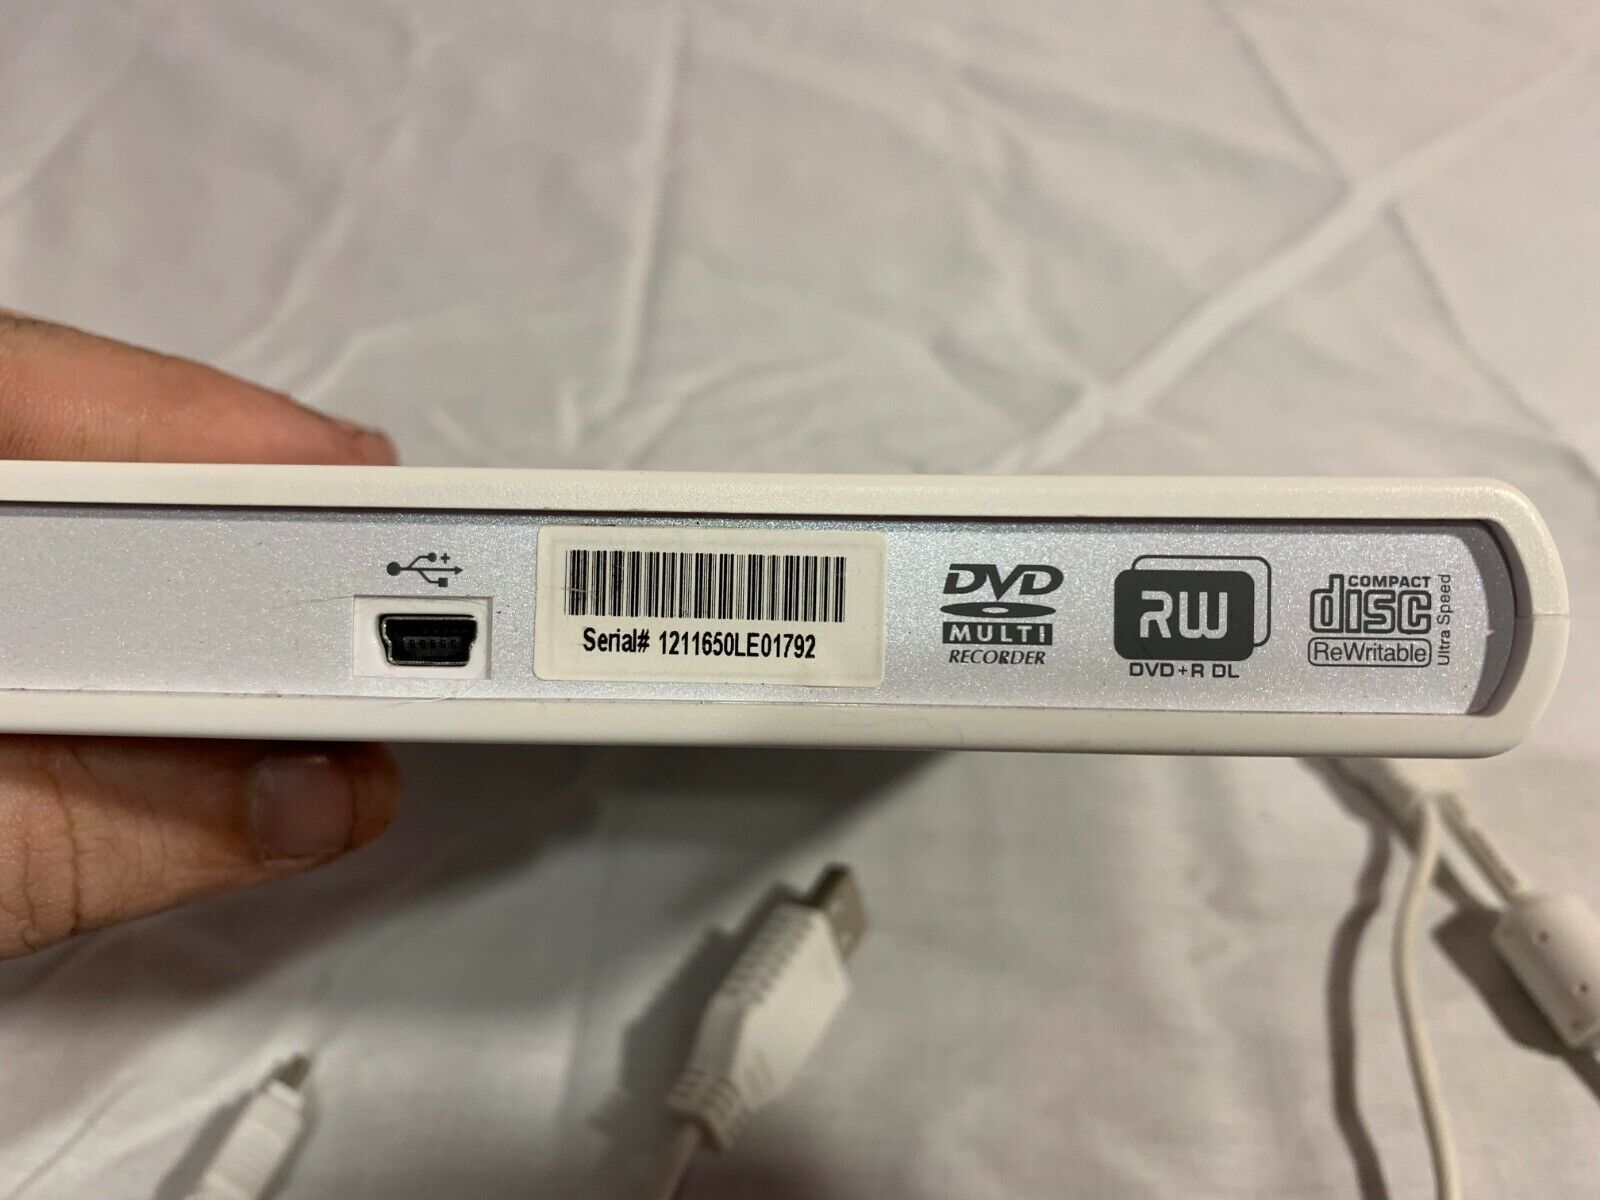 Serial# 1211650LE01792
DVD
MULTI
RECORDER
RW
DVD+R DL
COMPACT
disc
ReWritable
Ultra Speed